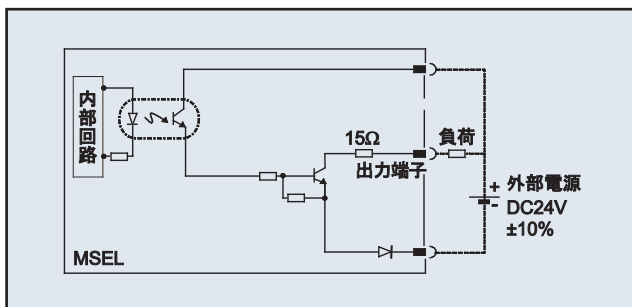 内部回路
15Ω
負荷
出力端子
+
-
外部電源
DC24V
±10%
MSEL